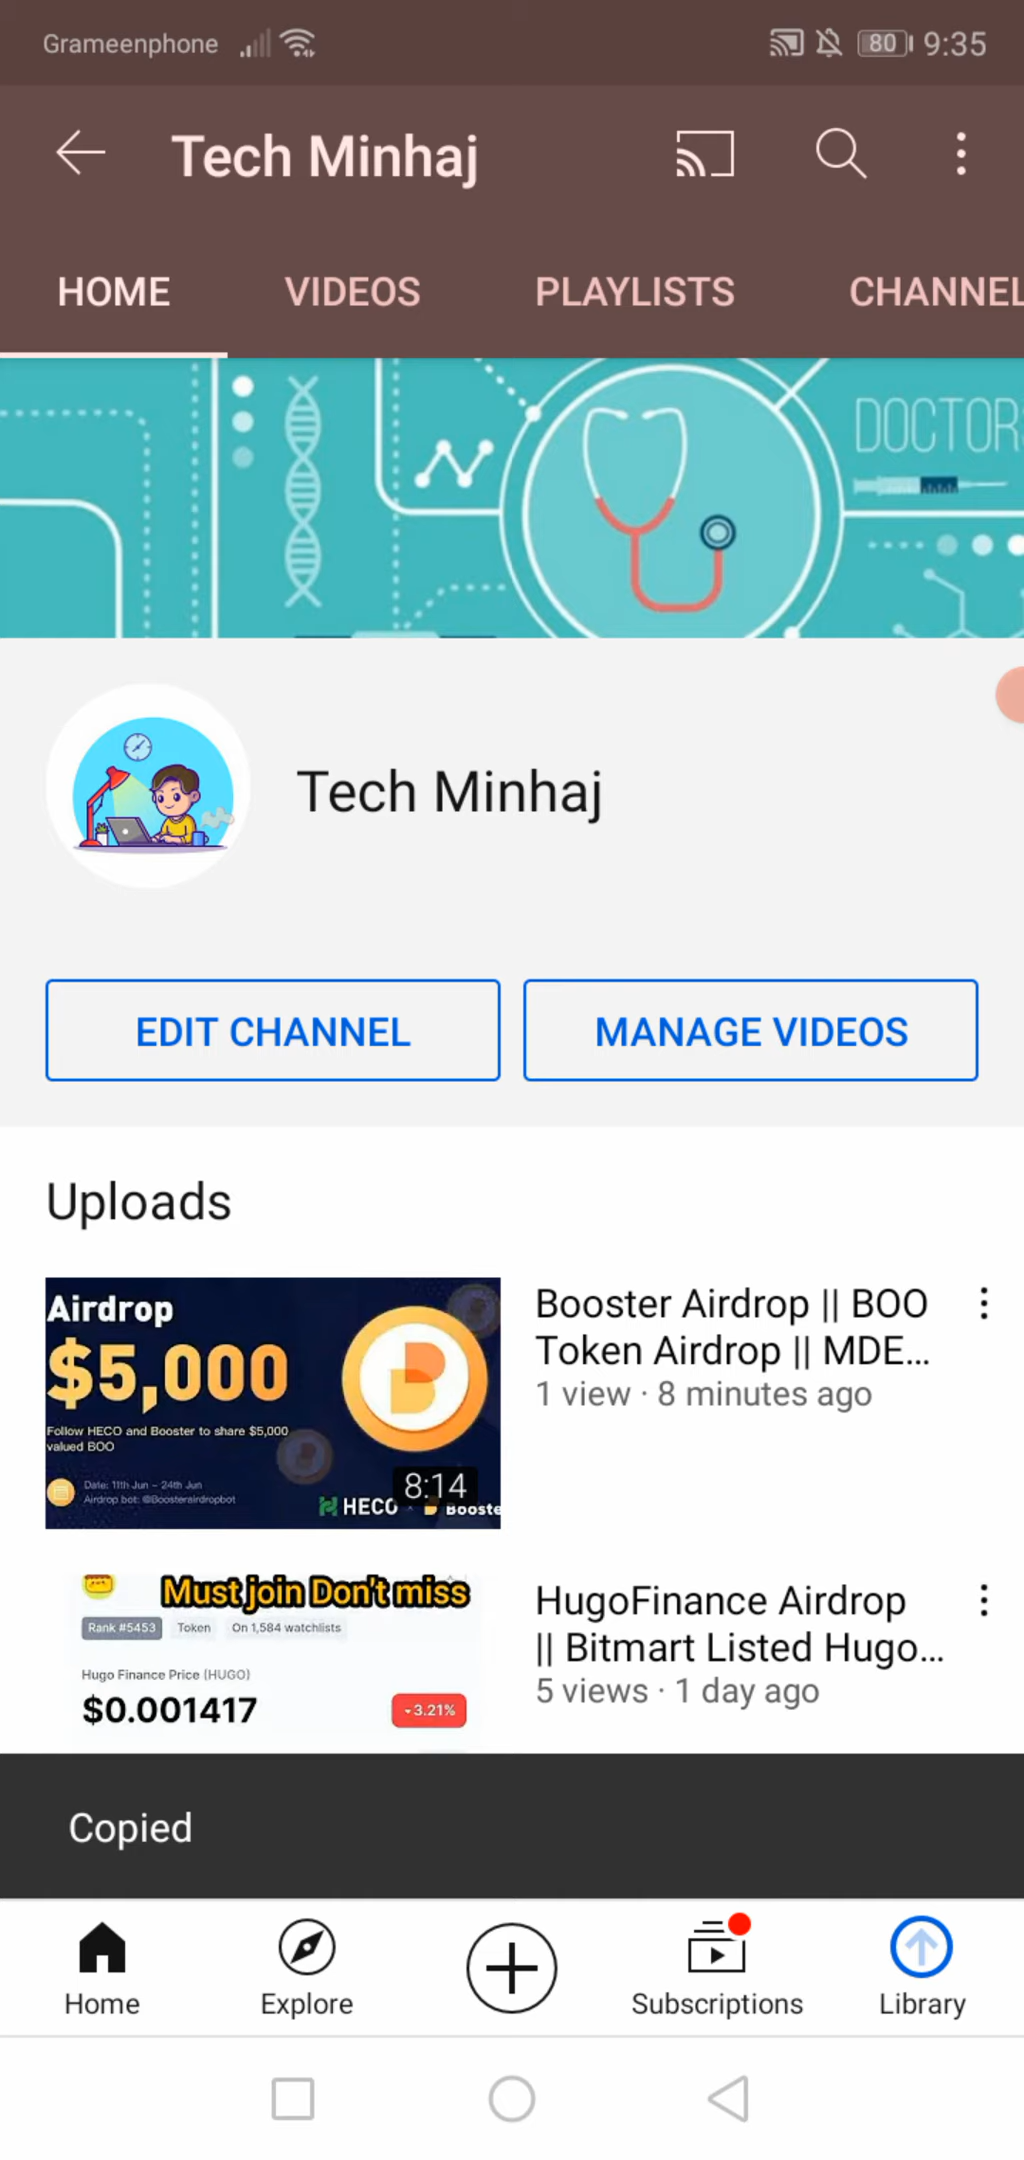 Grameenphone 80 9:35
Tech Minhaj
HOME VIDEOS PLAYLISTS CHANNEL
DOCTOR
Tech Minhaj
EDIT CHANNEL MANAGE VIDEOS
Uploads
Airdrop
$5,000
Follow HECO and Booster to share $5,000
valued BOO
Date: 11th Jun - 24th Jun
Airdrop bot: @Boosterairdropbot
8:14
HECO Booste
Booster Airdrop || BOO
Token Airdrop || MDE...
1 view · 8 minutes ago
Must join Don't miss
Rank #5453 Token On 1,584 watchlists
Hugo Finance Price (HUGO)
$0.001417 -3.21%
HugoFinance Airdrop
|| Bitmart Listed Hugo...
5 views · 1 day ago
Copied
Home Explore Subscriptions Library